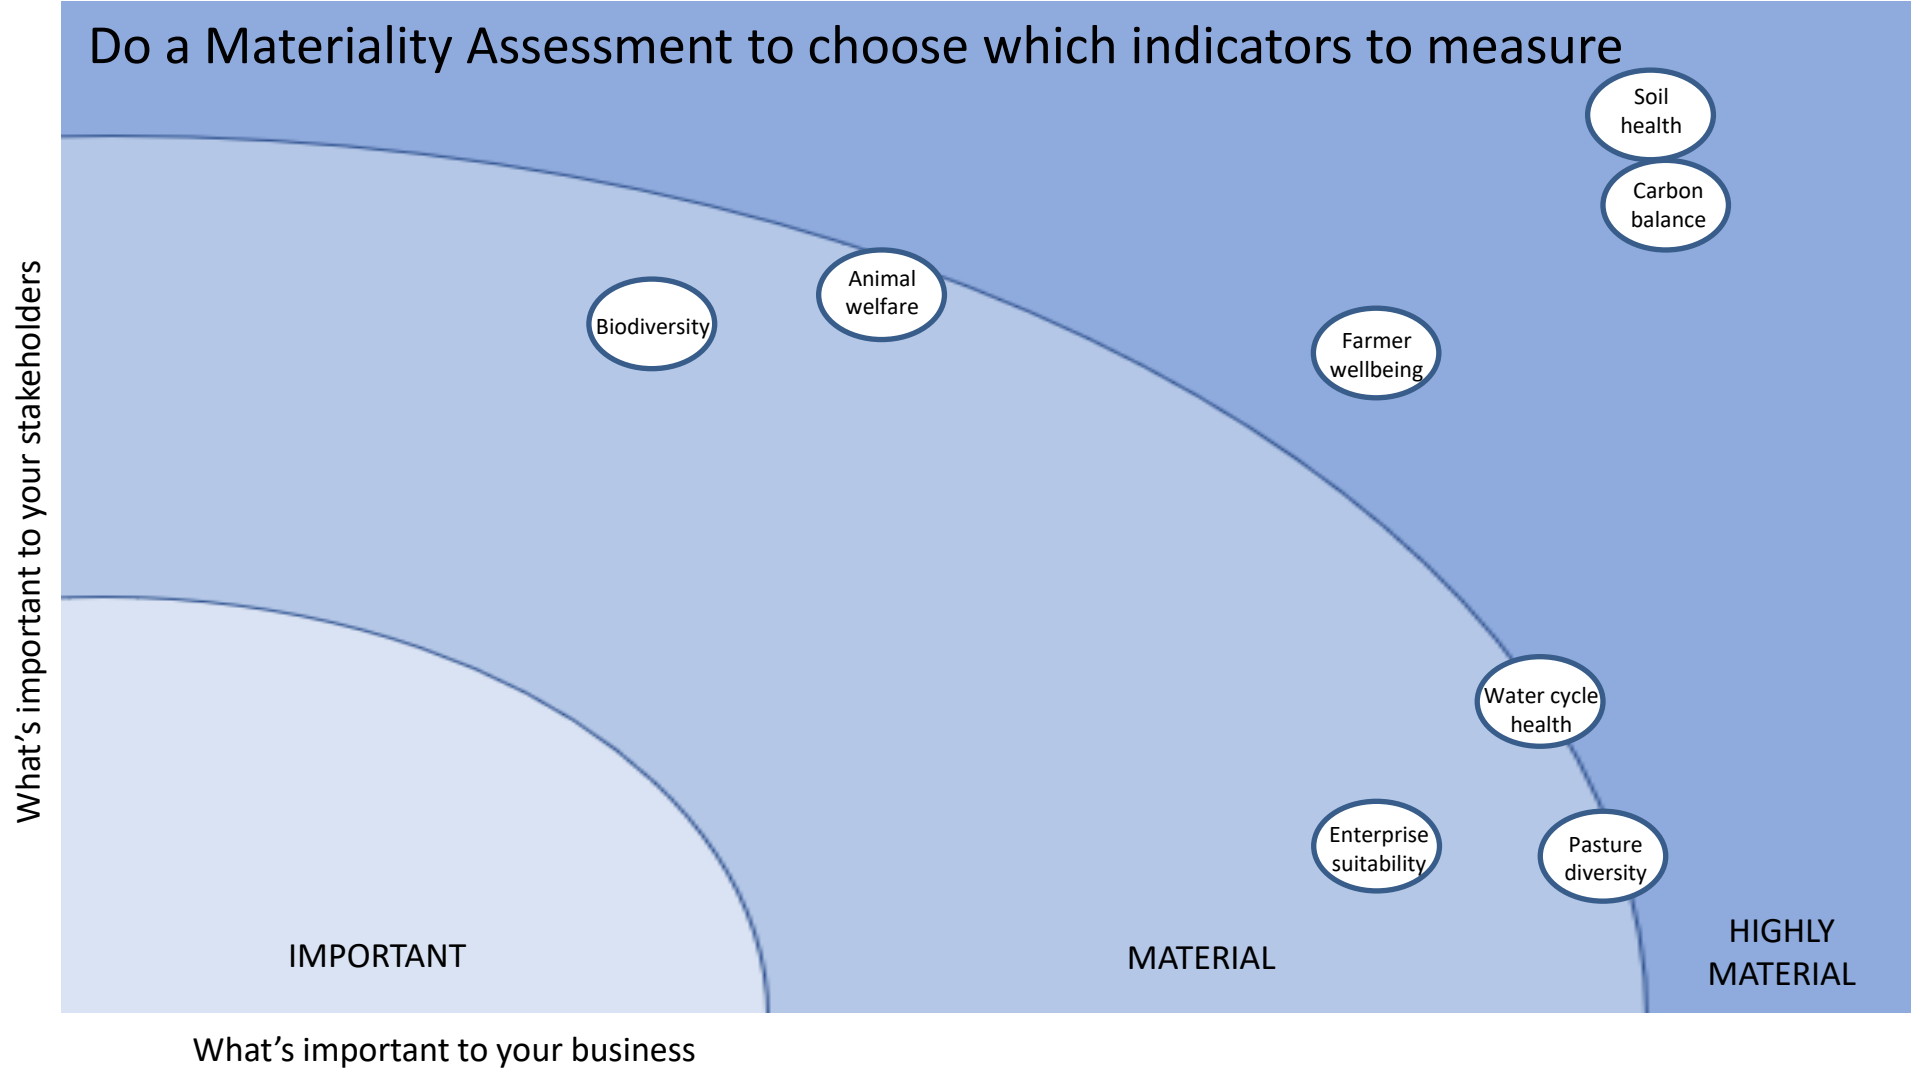 Do a Materiality Assessment to choose which indicators to measure
Soil
health
Carbon
balance
Animal
welfare
Biodiversity
Farmer
wellbeing
What's important to your stakeholders
Water cycle
health
Enterprise
suitability
Pasture
diversity
IMPORTANT
MATERIAL
HIGHLY
MATERIAL
What's important to your business